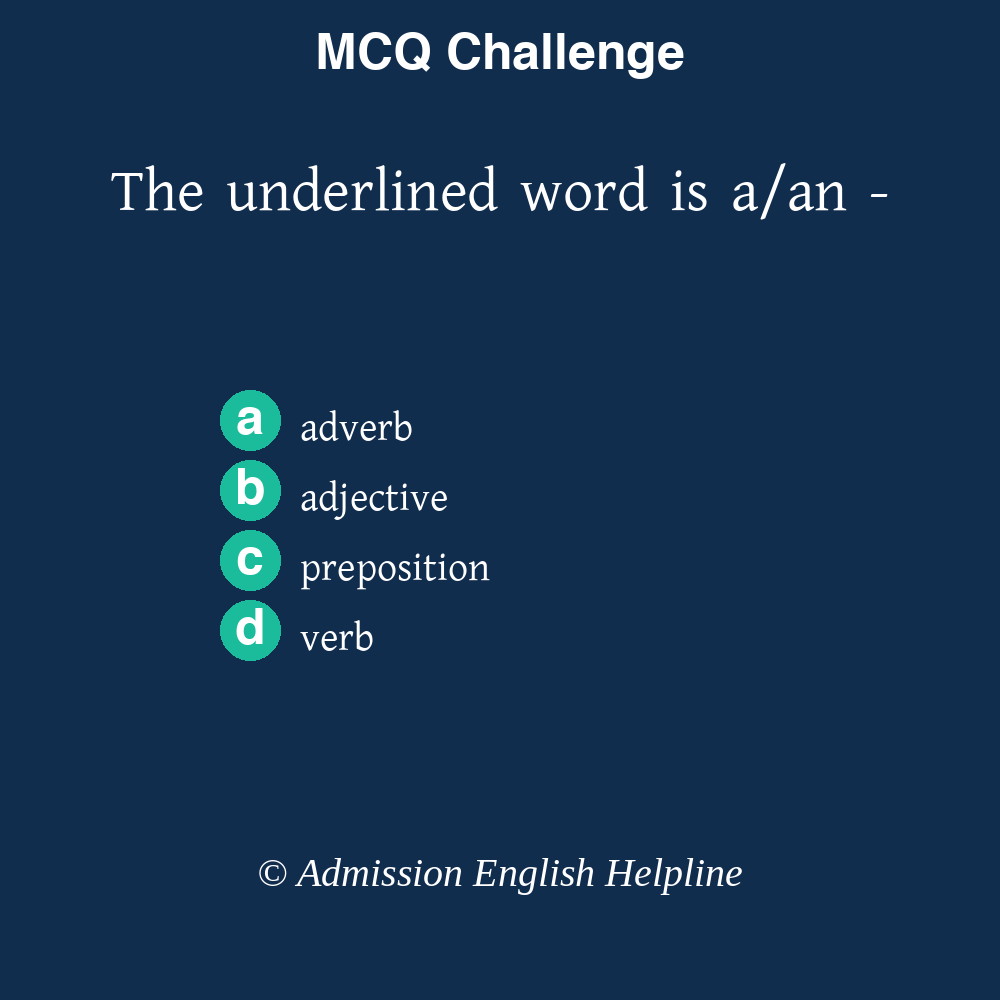 MCQ Challenge
The underlined word is a/an -
a adverb
b adjective
c preposition
d verb
© Admission English Helpline